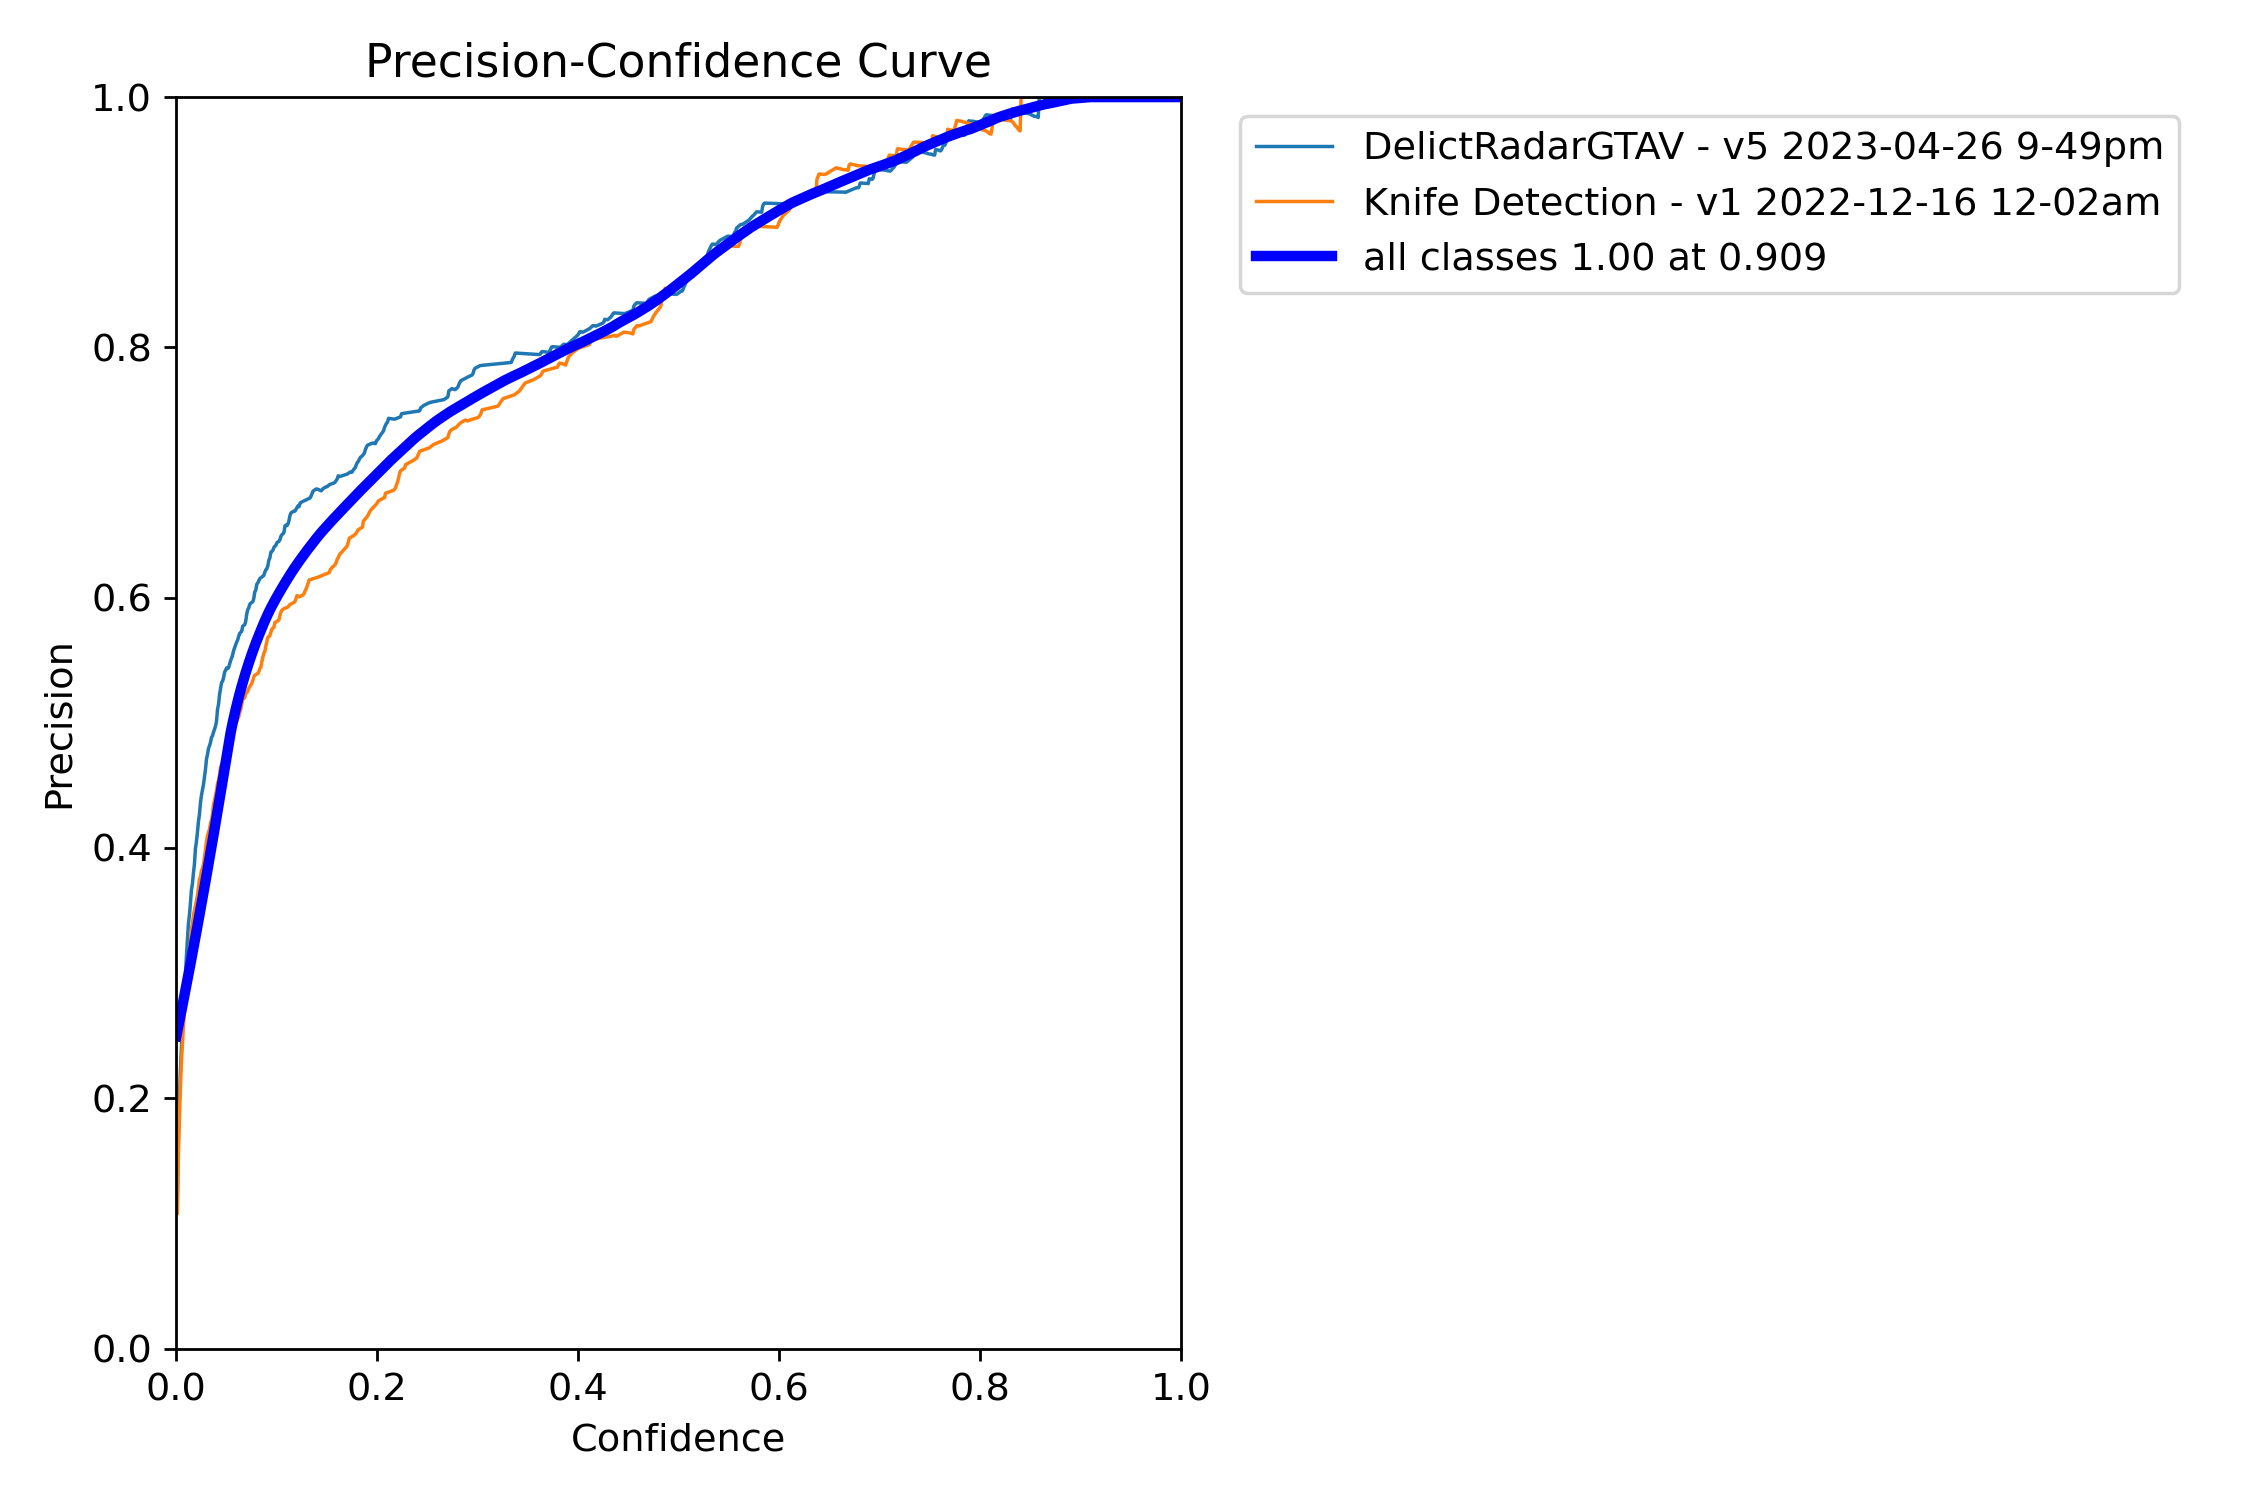 Precision-Confidence Curve
1.0
0.8
0.6
0.4
0.2
0.0
Precision
0.0 0.2 0.4 0.6 0.8 1.0
Confidence
DelictRadarGTAV - v5 2023-04-26 9-49pm
Knife Detection - v1 2022-12-16 12-02am
all classes 1.00 at 0.909